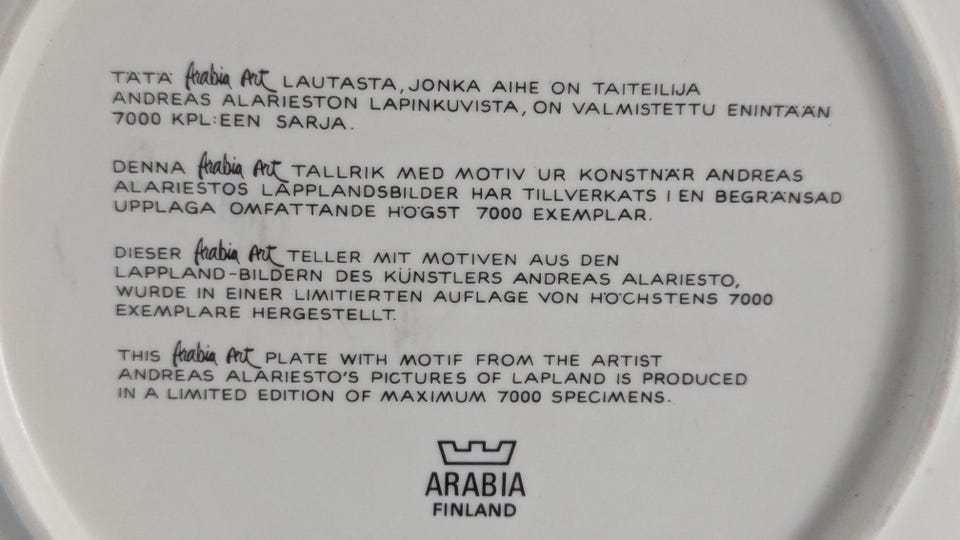 TÄTÄ Arabia Art LAUTASTA, JONKA AIHE ON TAITEILIJA
ANDREAS ALARIESTON LAPINKUVISTA, ON VALMISTETTU ENINTÄÄN
7000 KPL:EEN SARJA.
DENNA Arabia Art TALLRIK MED MOTIV UR KONSTNÄR ANDREAS
ALARIESTOS LAPPLANDSBILDER HAR TILLVERKATS I EN BEGRÄNSAD
UPPLAGA OMFATTANDE HÖGST 7000 EXEMPLAR.
DIESER Arabia Art TELLER MIT MOTIVEN AUS DEN
LAPPLAND-BILDERN DES KÜNSTLERS ANDREAS ALARIESTO,
WURDE IN EINER LIMITIERTEN AUFLAGE VON HÖCHSTENS 7000
EXEMPLARE HERGESTELLT.
THIS Arabia Art PLATE WITH MOTIF FROM THE ARTIST
ANDREAS ALARIESTO'S PICTURES OF LAPLAND IS PRODUCED
IN A LIMITED EDITION OF MAXIMUM 7000 SPECIMENS.
ARABIA
FINLAND